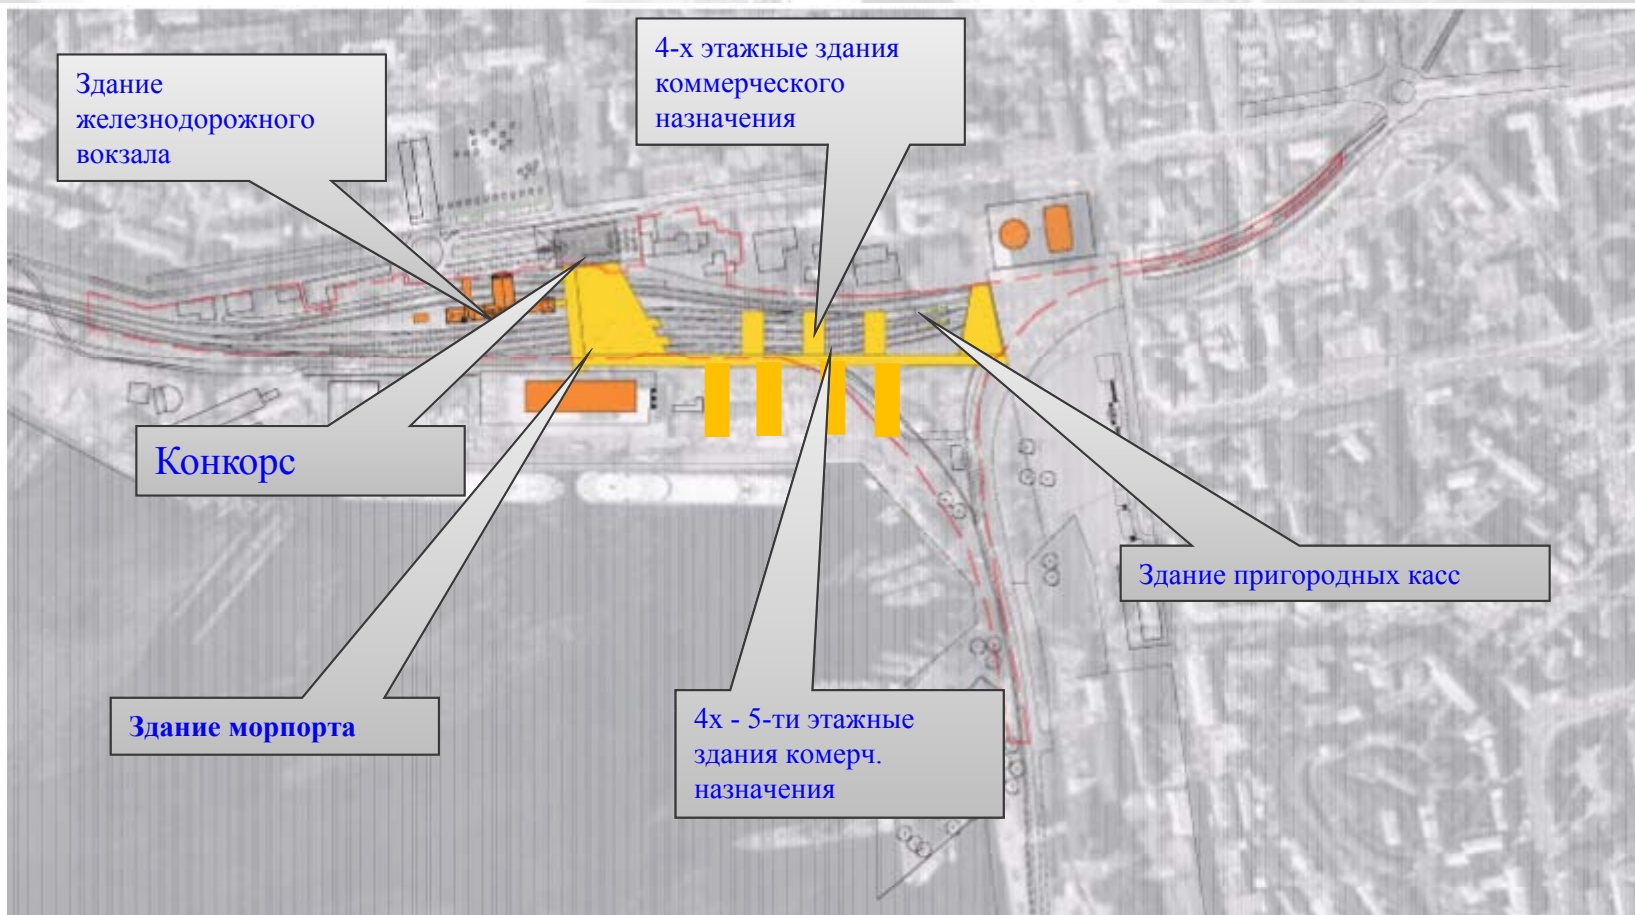 Здание
железнодорожного
вокзала
4-х этажные здания
коммерческого
назначения
Конкорс
Здание пригородных касс
Здание морпорта
4х - 5-ти этажные
здания комерч.
назначения